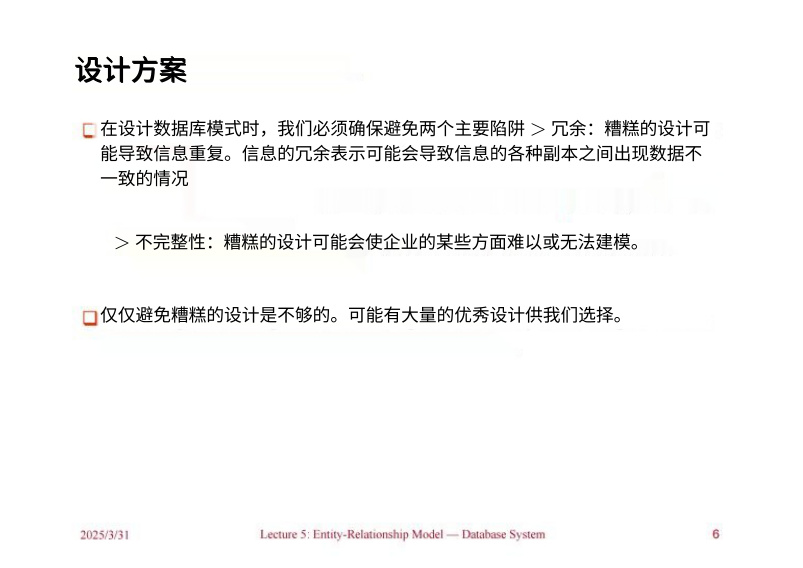 设计方案
在设计数据库模式时，我们必须确保避免两个主要陷阱 > 冗余：糟糕的设计可
能导致信息重复。信息的冗余表示可能会导致信息的各种副本之间出现数据不
一致的情况
> 不完整性：糟糕的设计可能会使企业的某些方面难以或无法建模。
仅仅避免糟糕的设计是不够的。可能有大量的优秀设计供我们选择。
2025/3/31 Lecture 5: Entity-Relationship Model — Database System 6